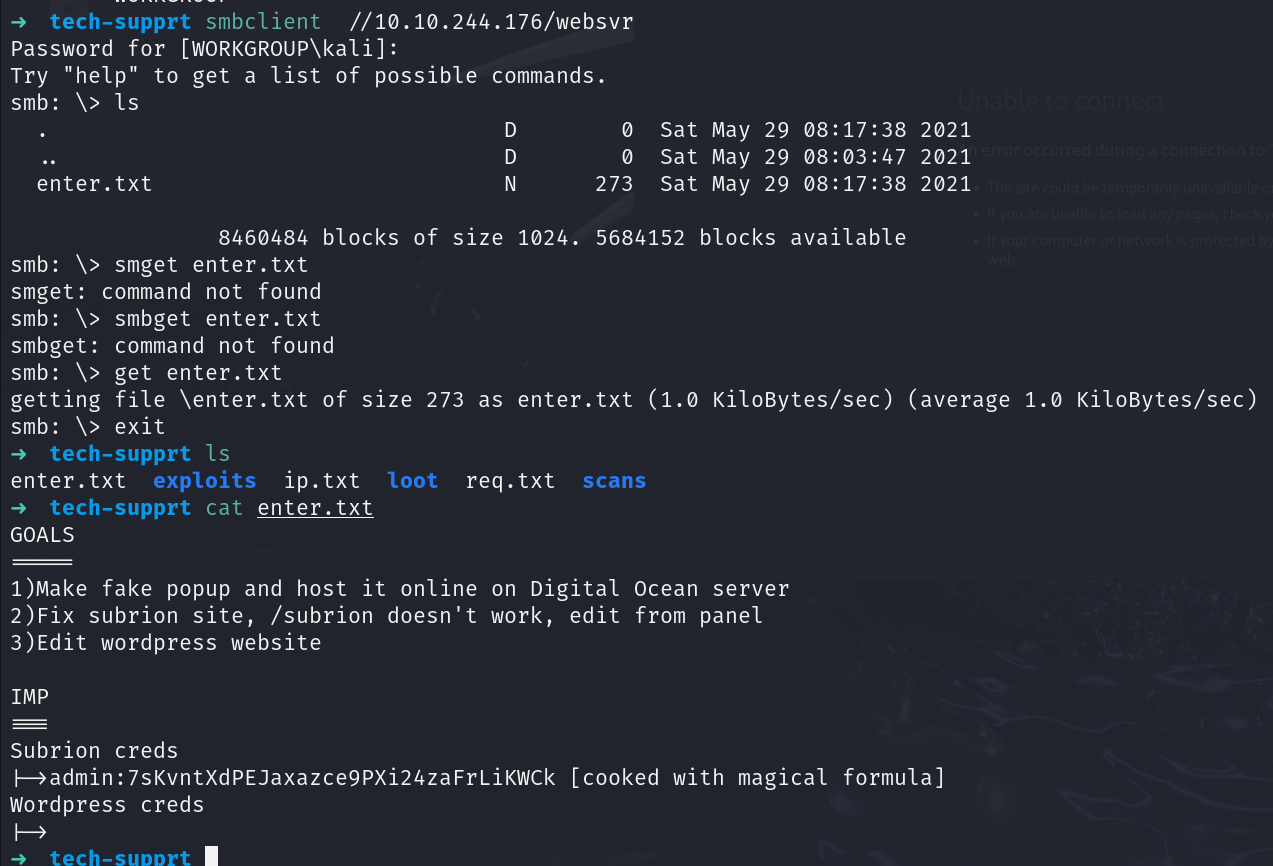 → tech-supprt smbclient //10.10.244.176/websvr
Password for [WORKGROUP\kali]:
Try "help" to get a list of possible commands.
smb: \> ls
. D 0 Sat May 29 08:17:38 2021
.. D 0 Sat May 29 08:03:47 2021
enter.txt N 273 Sat May 29 08:17:38 2021
8460484 blocks of size 1024. 5684152 blocks available
smb: \> smget enter.txt
smget: command not found
smb: \> smbget enter.txt
smbget: command not found
smb: \> get enter.txt
getting file \enter.txt of size 273 as enter.txt (1.0 KiloBytes/sec) (average 1.0 KiloBytes/sec)
smb: \> exit
→ tech-supprt ls
enter.txt exploits ip.txt loot req.txt scans
→ tech-supprt cat enter.txt
GOALS
=====
1)Make fake popup and host it online on Digital Ocean server
2)Fix subrion site, /subrion doesn't work, edit from panel
3)Edit wordpress website
IMP
===
Subrion creds
|->admin:7sKvntXdPEJaxazce9PXi24zaFrLiKWCk [cooked with magical formula]
Wordpress creds
|->
→ tech-supprt
Unable to connect
An error occurred during a connection to
• The site could be temporarily unavailable
• If you are unable to load any pages, check
• If your computer or network is protected by
web.